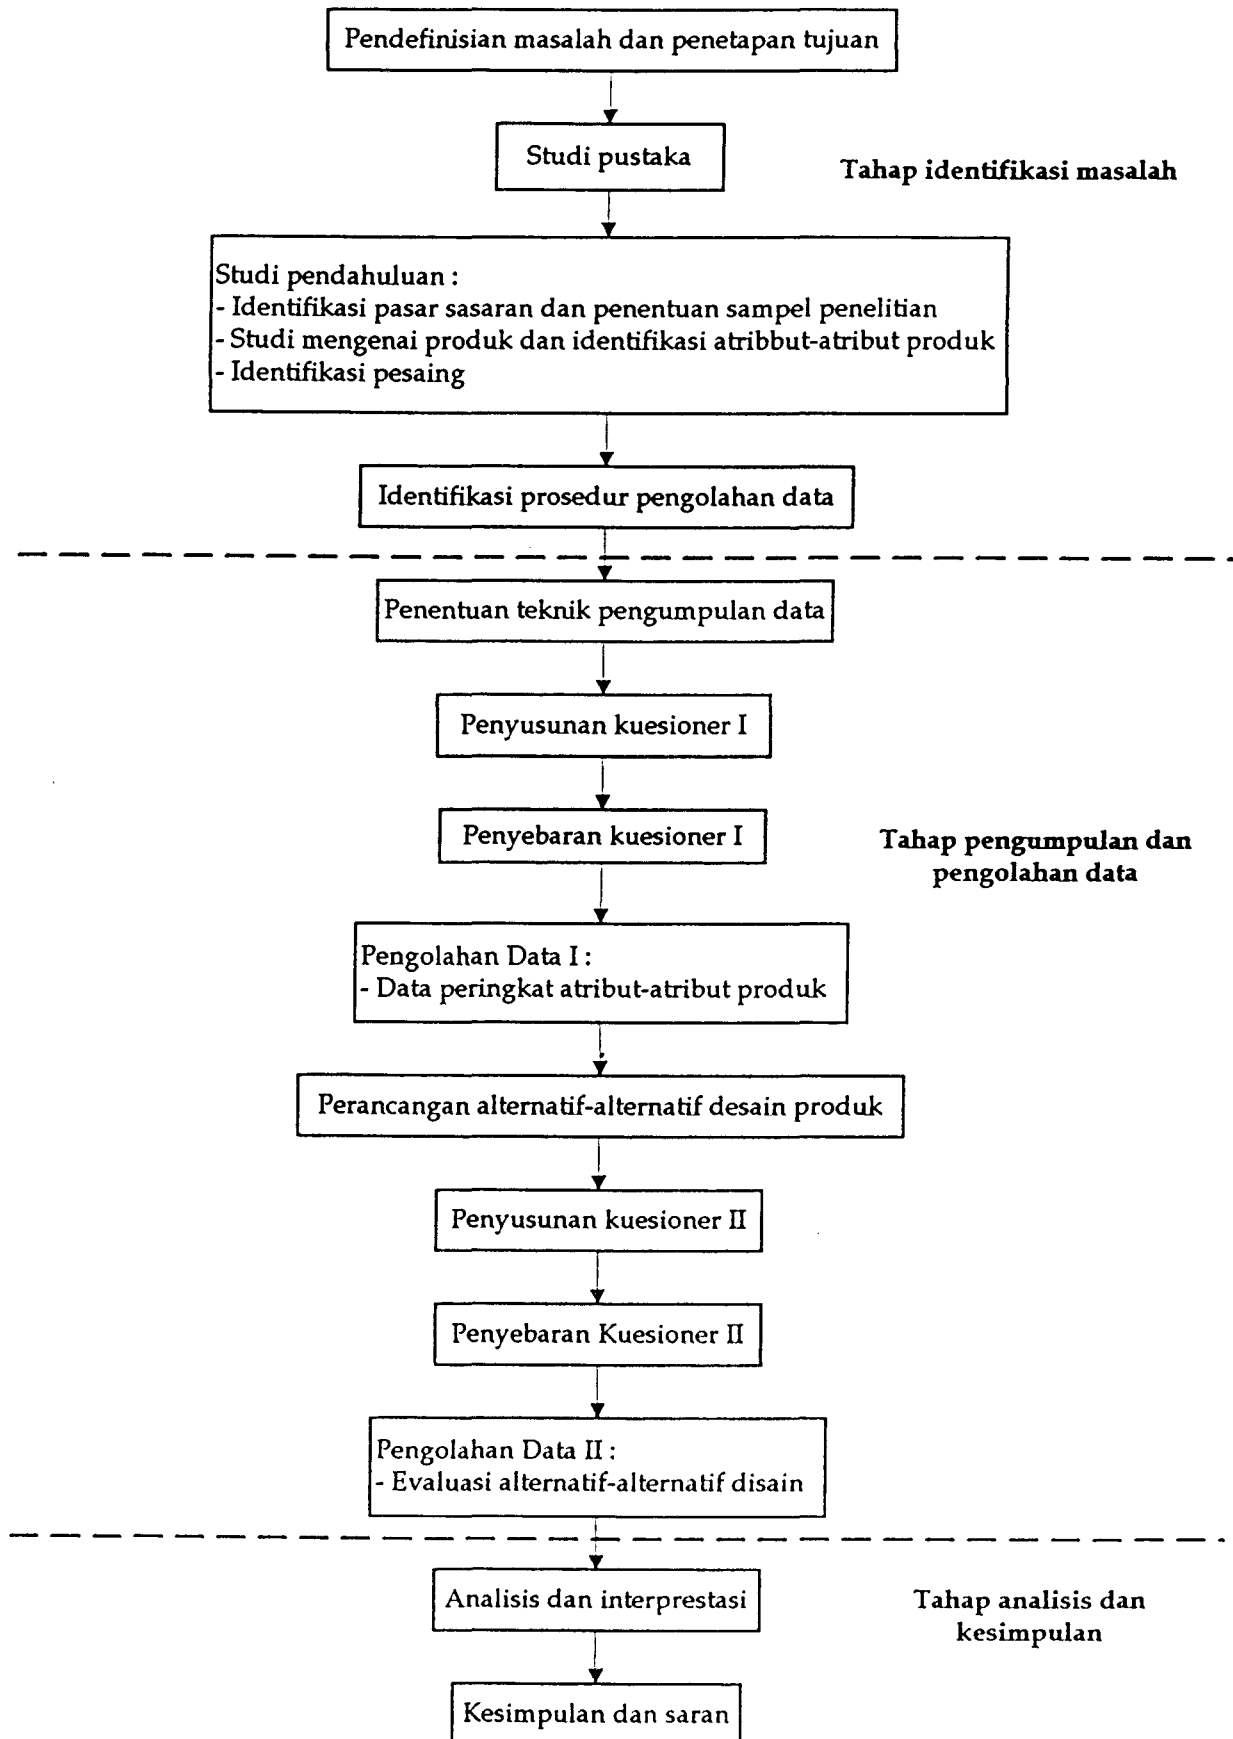 Pendefinisian masalah dan penetapan tujuan
Studi pustaka
Tahap identifikasi masalah
Studi pendahuluan :
- Identifikasi pasar sasaran dan penentuan sampel penelitian
- Studi mengenai produk dan identifikasi atribbut-atribut produk
- Identifikasi pesaing
Identifikasi prosedur pengolahan data
Penentuan teknik pengumpulan data
Penyusunan kuesioner I
Penyebaran kuesioner I
Tahap pengumpulan dan
pengolahan data
Pengolahan Data I :
- Data peringkat atribut-atribut produk
Perancangan alternatif-alternatif desain produk
Penyusunan kuesioner II
Penyebaran Kuesioner II
Pengolahan Data II :
- Evaluasi alternatif-alternatif disain
Analisis dan interprestasi
Tahap analisis dan
kesimpulan
Kesimpulan dan saran